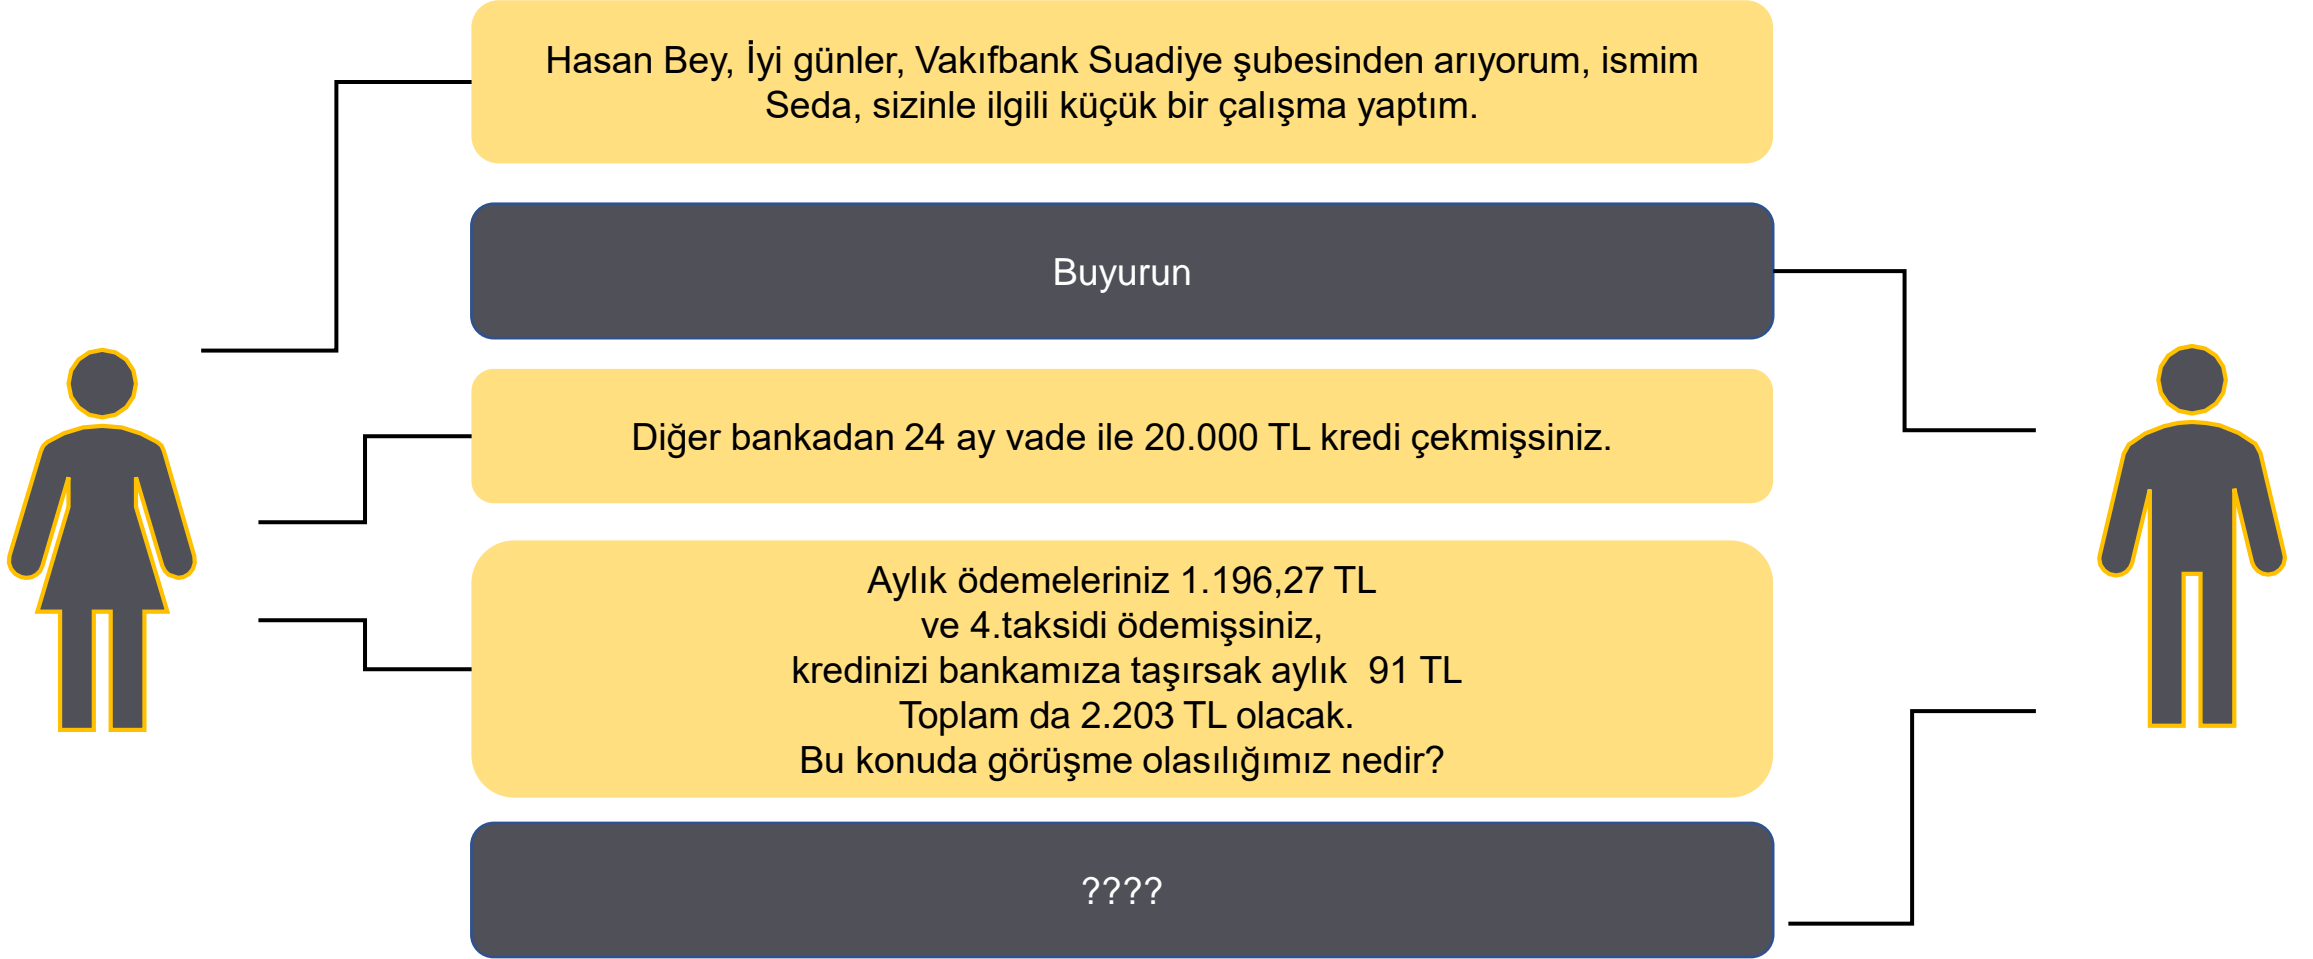 Hasan Bey, İyi günler, Vakıfbank Suadiye şubesinden arıyorum, ismim
Seda, sizinle ilgili küçük bir çalışma yaptım.
Buyurun
Diğer bankadan 24 ay vade ile 20.000 TL kredi çekmişsiniz.
Aylık ödemeleriniz 1.196,27 TL
ve 4.taksidi ödemişsiniz,
kredinizi bankamıza taşırsak aylık  91 TL
Toplam da 2.203 TL olacak.
Bu konuda görüşme olasılığımız nedir?
????